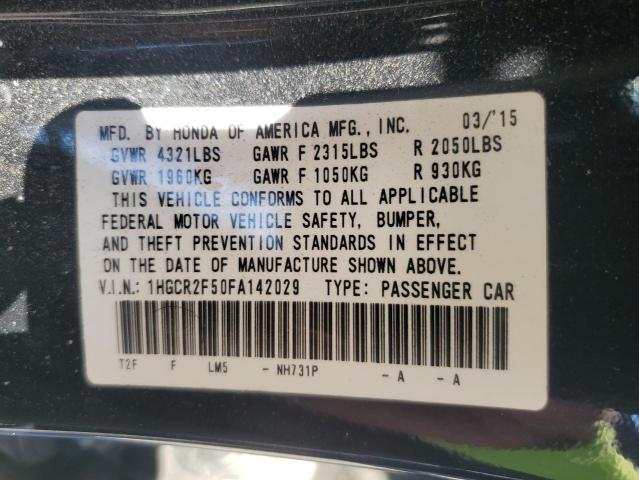 MFD. BY HONDA OF AMERICA MFG., INC. 03/'15
GVWR 4321LBS GAWR F 2315LBS R 2050LBS
GVWR 1960KG GAWR F 1050KG R 930KG
THIS VEHICLE CONFORMS TO ALL APPLICABLE
FEDERAL MOTOR VEHICLE SAFETY, BUMPER,
AND THEFT PREVENTION STANDARDS IN EFFECT
ON THE DATE OF MANUFACTURE SHOWN ABOVE.
V.I.N.: 1HGCR2F50FA142029 TYPE: PASSENGER CAR
T2F F LM5 - NH731P - A - A